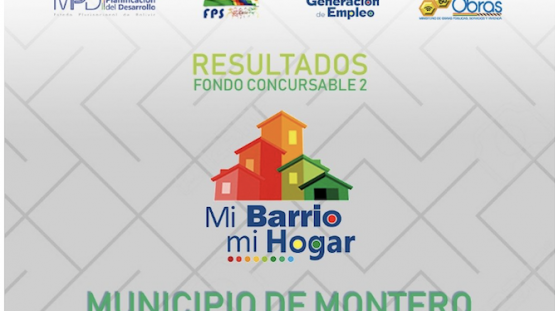 MPD Planificación
del Desarrollo
FPS
Generación
de Empleo
Obras
RESULTADOS
FONDO CONCURSABLE 2
Mi Barrio
mi Hogar
MUNICIPIO DE MONTERO